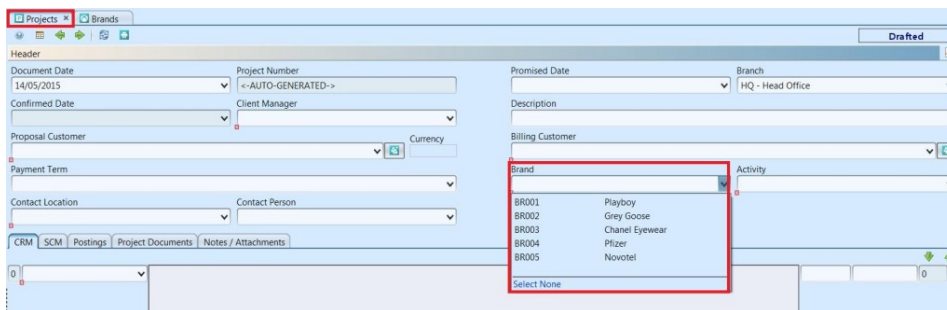 Projects × Brands
Drafted
Header
Document Date Project Number Promised Date Branch
14/05/2015 <-AUTO-GENERATED-> HQ - Head Office
Confirmed Date Client Manager Description
Proposal Customer Currency Billing Customer
Payment Term Brand Activity
BR001 Playboy
Contact Location Contact Person BR002 Grey Goose
BR003 Chanel Eyewear
BR004 Pfizer
CRM SCM Postings Project Documents Notes / Attachments
BR005 Novotel
0 0
Select None